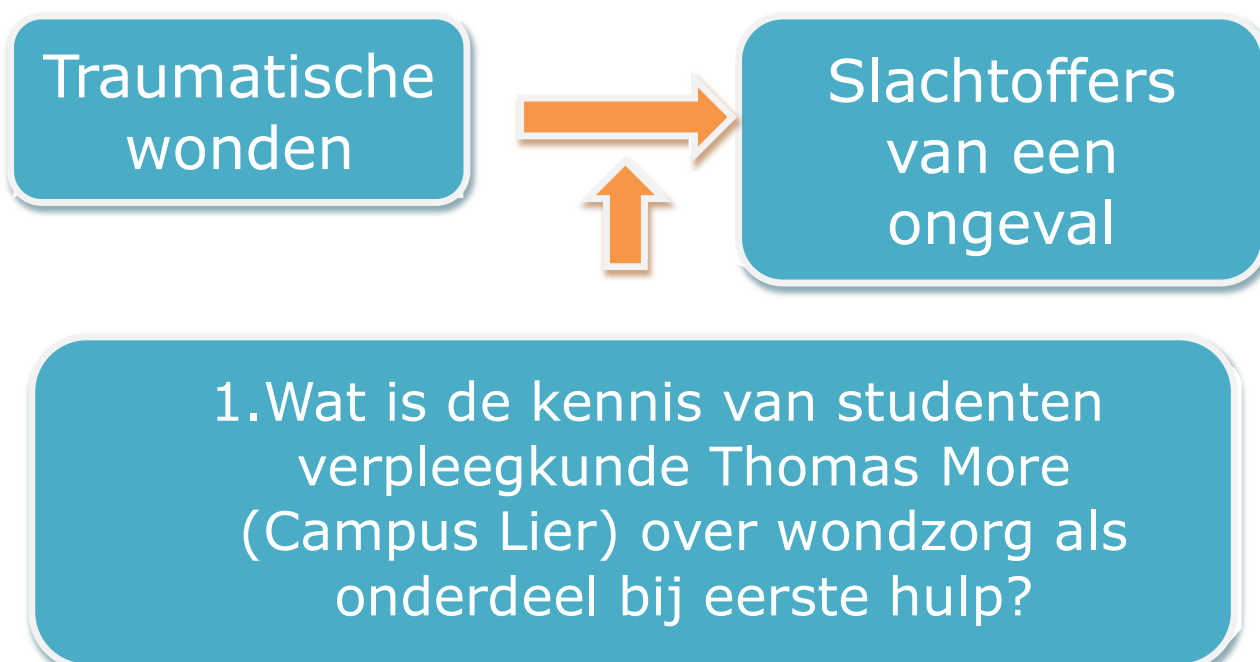 Traumatische
wonden
Slachtoffers
van een
ongeval
1.Wat is de kennis van studenten
verpleegkunde Thomas More
(Campus Lier) over wondzorg als
onderdeel bij eerste hulp?